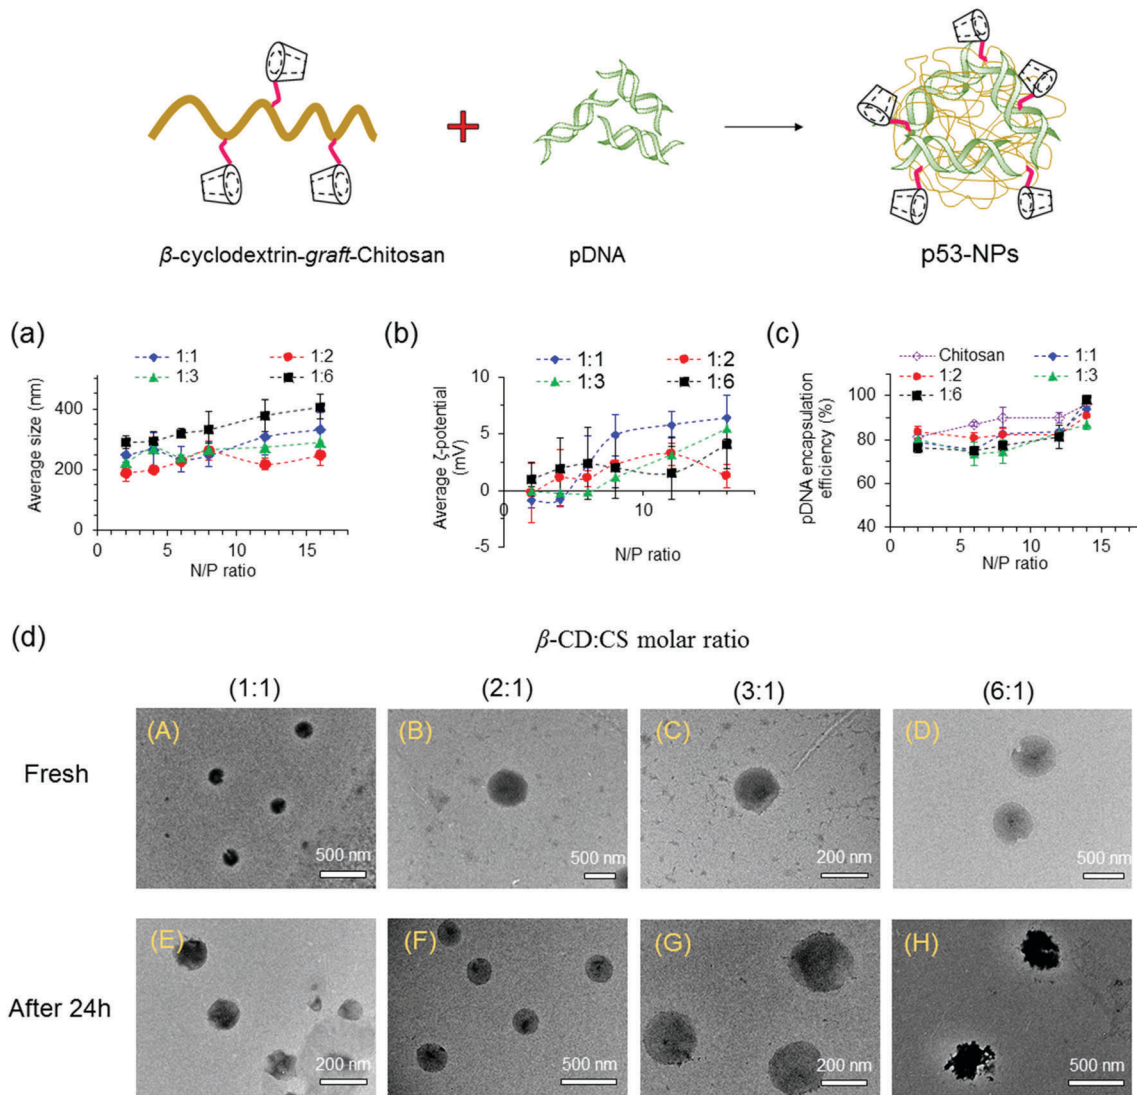 β-cyclodextrin-graft-Chitosan
pDNA
p53-NPs
(a)
1:1
1:2
1:3
1:6
Average size (nm)
400
200
0
0
5
10
15
N/P ratio
(b)
1:1
1:2
1:3
1:6
Average ζ-potential
(mV)
10
5
0
-5
0
10
N/P ratio
(c)
Chitosan
1:1
1:2
1:3
1:6
pDNA encapsulation
efficiency (%)
100
80
60
40
0
5
10
15
N/P ratio
(d)
β-CD:CS molar ratio
(1:1)
(2:1)
(3:1)
(6:1)
Fresh
(A)
500 nm
(B)
500 nm
(C)
200 nm
(D)
500 nm
After 24h
(E)
200 nm
(F)
500 nm
(G)
200 nm
(H)
500 nm